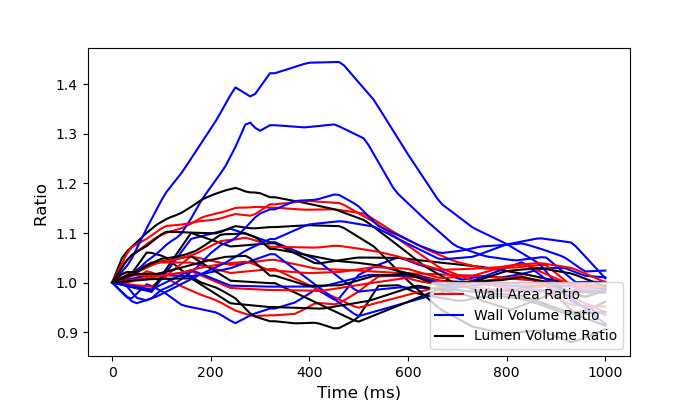 1.4
1.3
1.2
1.1
1.0
0.9
Ratio
0
200
400
600
800
1000
Time (ms)
Wall Area Ratio
Wall Volume Ratio
Lumen Volume Ratio